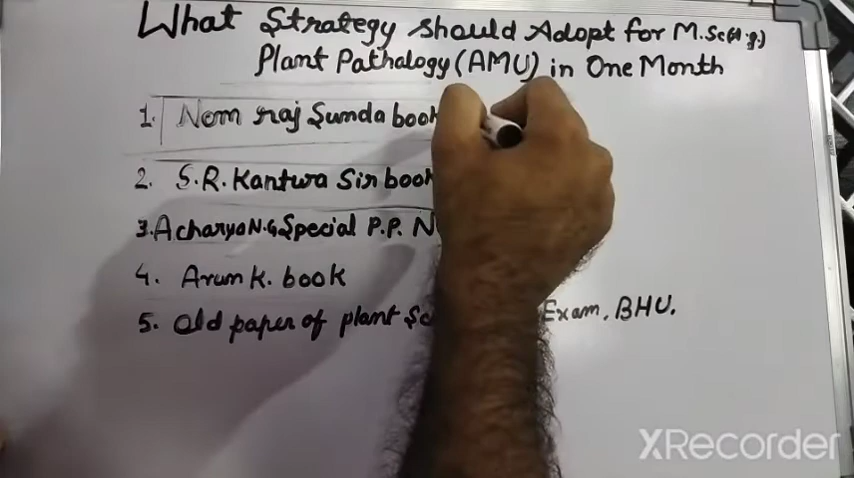 What Strategy Should Adopt for M.Sc(A.g.)
Plant Pathalogy (AMU) in One Month
1. Nem raj Sunda book
2. S.R. Kantwa Sir book
3. Acharya N.G Special P.P. N
4. Arun K. book
5. Old paper of plant Sc Exam, BHU.
XRecorder